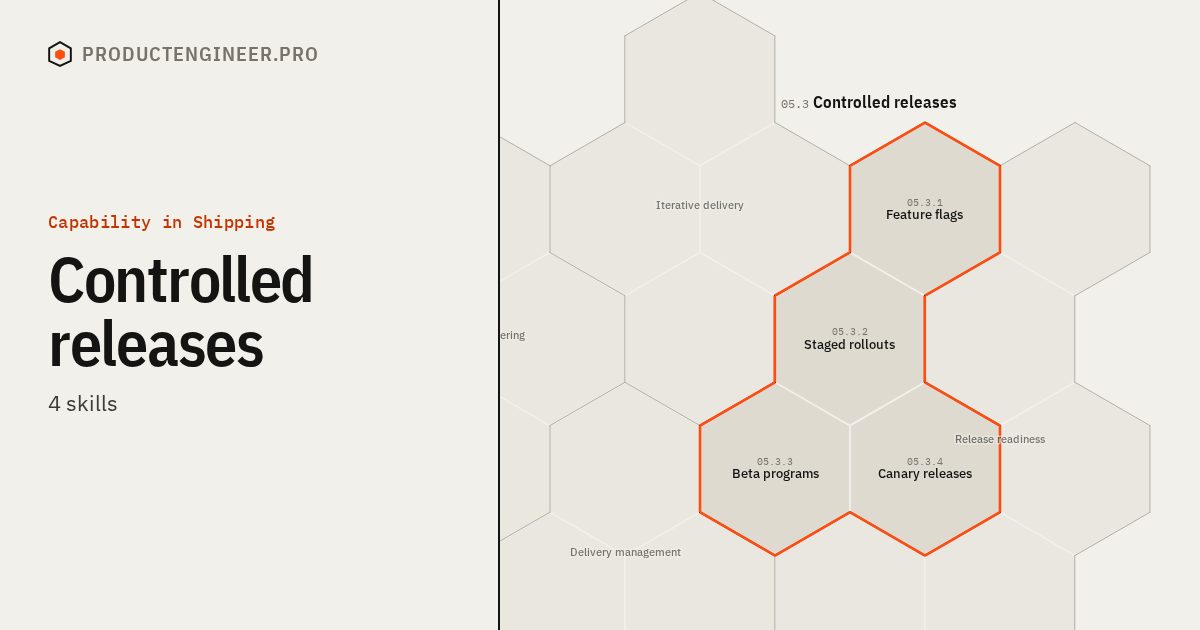 PRODUCTENGINEER.PRO
Capability in Shipping
Controlled
releases
4 skills
05.3 Controlled releases
Iterative delivery
05.3.1
Feature flags
ering
05.3.2
Staged rollouts
Release readiness
05.3.3
Beta programs
05.3.4
Canary releases
Delivery management